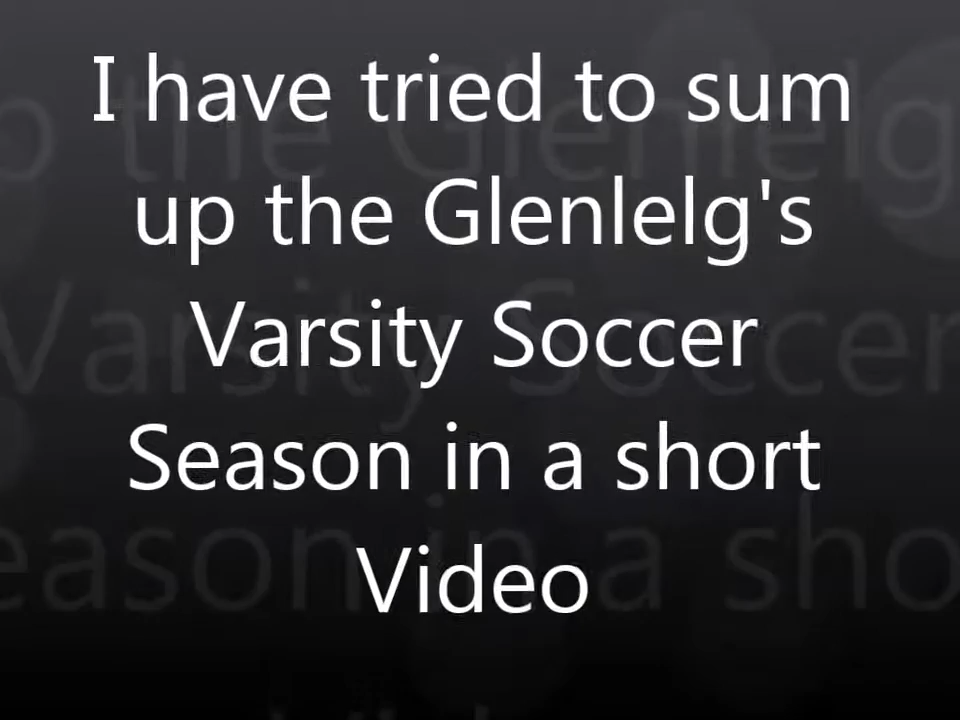 I have tried to sum
up the Glenlelg's
Varsity Soccer
Season in a short
Video